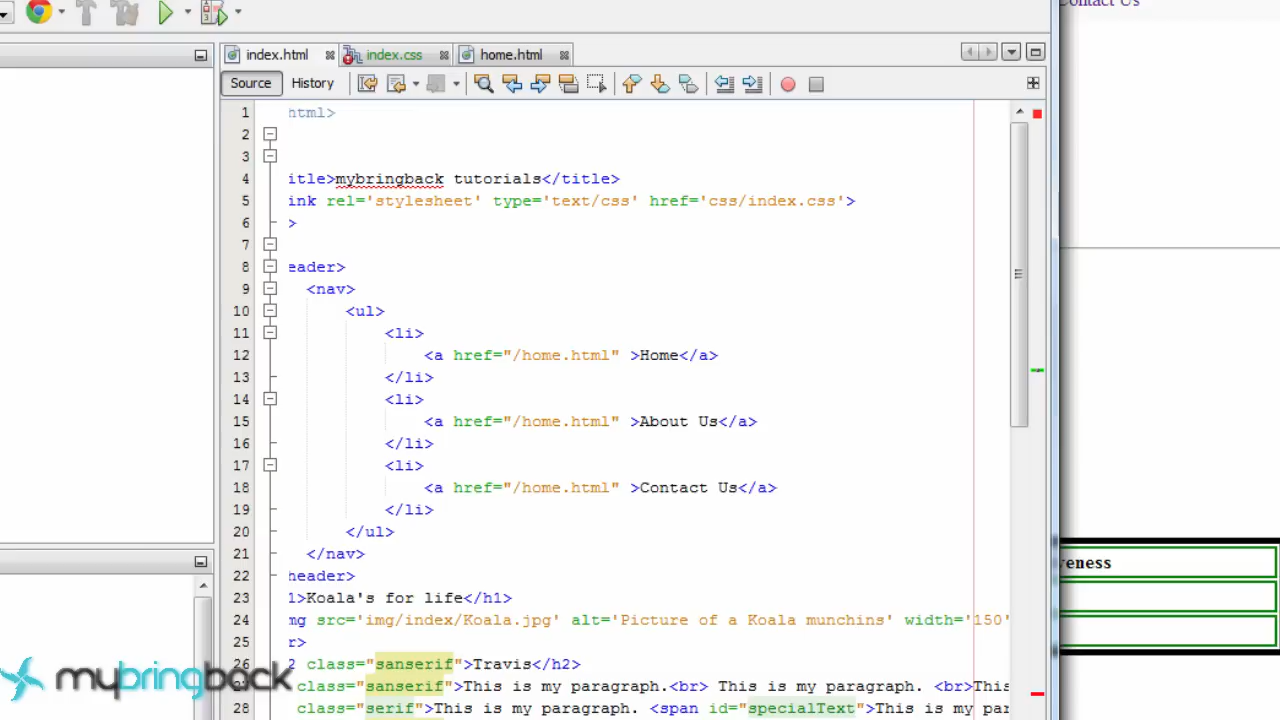 Contact Us
index.html
index.css
home.html
Source
History
1 html>
2
3
4 itle>mybringback tutorials</title>
5 ink rel='stylesheet' type='text/css' href='css/index.css'>
6 >
7
8 eader>
9 <nav>
10 <ul>
11 <li>
12 <a href="/home.html" >Home</a>
13 </li>
14 <li>
15 <a href="/home.html" >About Us</a>
16 </li>
17 <li>
18 <a href="/home.html" >Contact Us</a>
19 </li>
20 </ul>
21 </nav>
22 header>
23 1>Koala's for life</h1>
24 mg src='img/index/Koala.jpg' alt='Picture of a Koala munchins' width='150'
25 r>
26 2 class="sanserif">Travis</h2>
class="sanserif">This is my paragraph.<br> This is my paragraph. <br>This
28 class="serif">This is my paragraph. <span id="specialText">This is my par
veness
mybringback